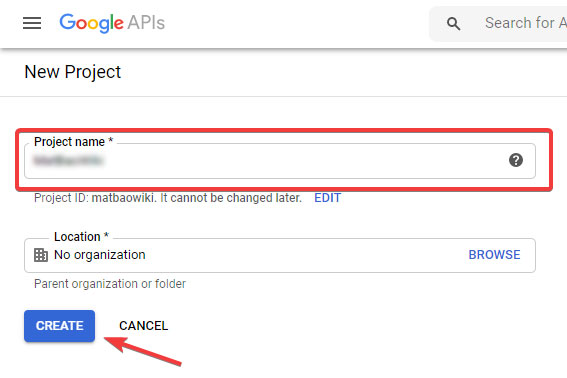 Google APIs
Search for A
New Project
Project name *
Project ID: matbaowiki. It cannot be changed later. EDIT
Location *
No organization BROWSE
Parent organization or folder
CREATE CANCEL